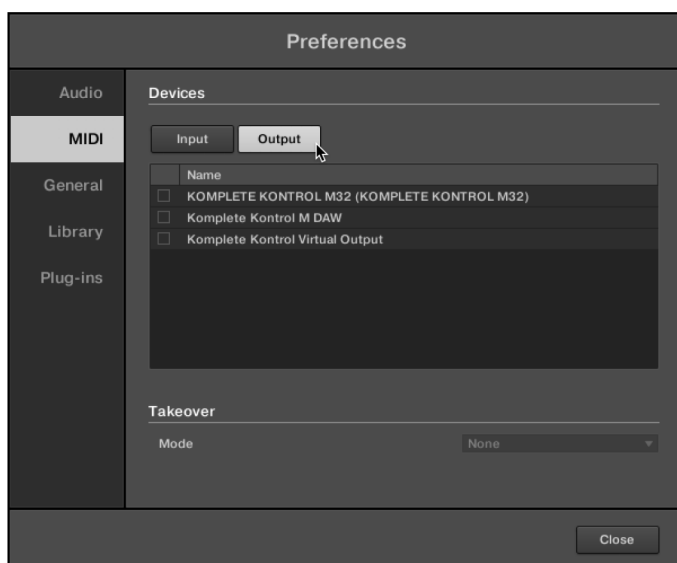 Preferences
Audio
MIDI
General
Library
Plug-ins
Devices
Input Output
Name
KOMPLETE KONTROL M32 (KOMPLETE KONTROL M32)
Komplete Kontrol M DAW
Komplete Kontrol Virtual Output
Takeover
Mode None
Close